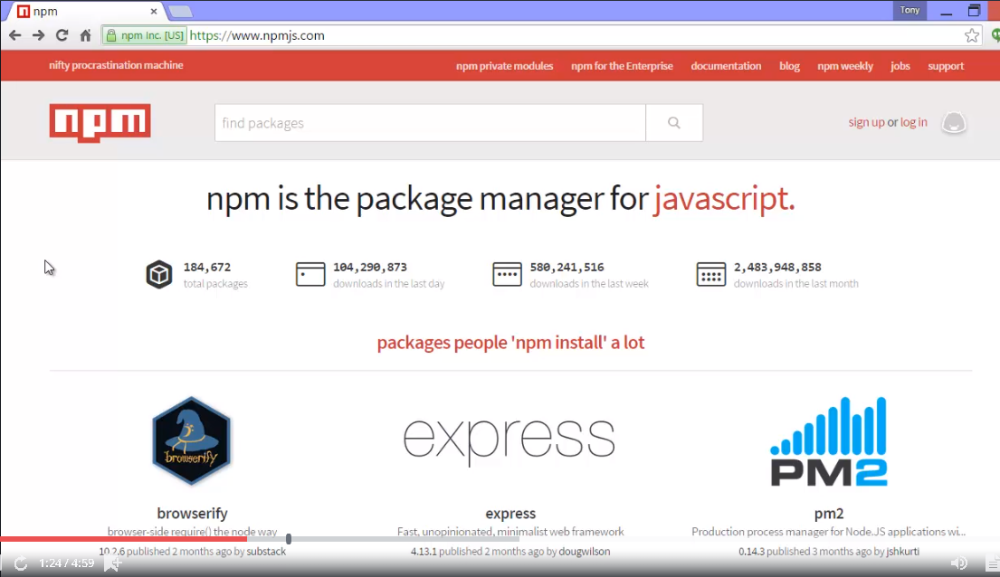 npm
Tony
npm Inc. [US] https://www.npmjs.com
nifty procrastination machine
npm private modules npm for the Enterprise documentation blog npm weekly jobs support
npm
find packages
sign up or log in
npm is the package manager for javascript.
184,672
total packages
104,290,873
downloads in the last day
580,241,516
downloads in the last week
2,483,948,858
downloads in the last month
packages people 'npm install' a lot
browserify
express
PM2
browserify
browser-side require() the node way
10.2.6 published 2 months ago by substack
express
Fast, unopinionated, minimalist web framework
4.13.1 published 2 months ago by dougwilson
pm2
Production process manager for Node.JS applications wi...
0.14.3 published 3 months ago by jshkurti
1:24 / 4:59